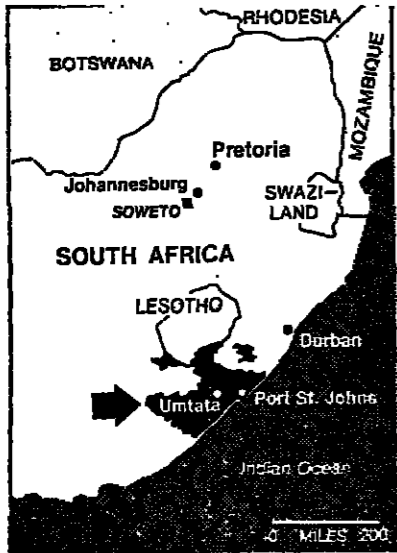 RHODESIA
BOTSWANA
MOZAMBIQUE
Pretoria
Johannesburg
SOWETO
SWAZI-
LAND
SOUTH AFRICA
LESOTHO
Durban
Umtata
Port St. Johns
Indian Ocean
0 MILES 200